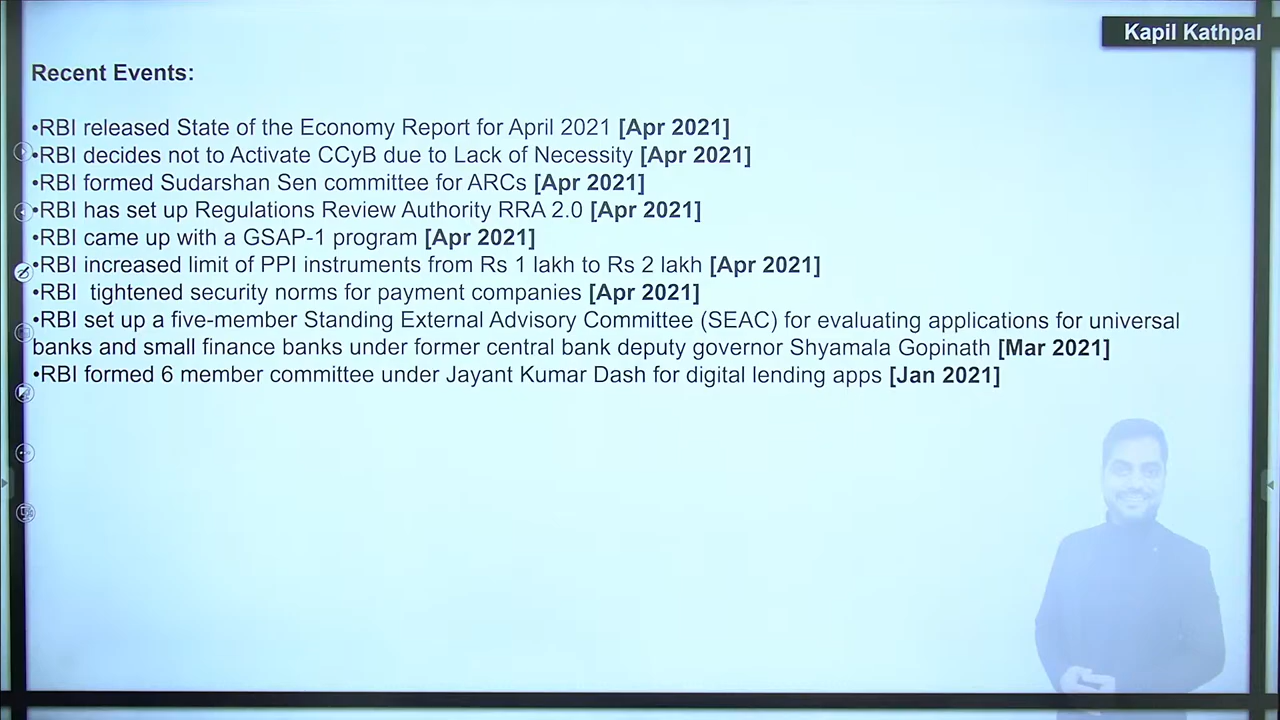 Kapil Kathpal
Recent Events:
•RBI released State of the Economy Report for April 2021 [Apr 2021]
•RBI decides not to Activate CCyB due to Lack of Necessity [Apr 2021]
•RBI formed Sudarshan Sen committee for ARCs [Apr 2021]
•RBI has set up Regulations Review Authority RRA 2.0 [Apr 2021]
•RBI came up with a GSAP-1 program [Apr 2021]
•RBI increased limit of PPI instruments from Rs 1 lakh to Rs 2 lakh [Apr 2021]
•RBI  tightened security norms for payment companies [Apr 2021]
•RBI set up a five-member Standing External Advisory Committee (SEAC) for evaluating applications for universal
banks and small finance banks under former central bank deputy governor Shyamala Gopinath [Mar 2021]
•RBI formed 6 member committee under Jayant Kumar Dash for digital lending apps [Jan 2021]